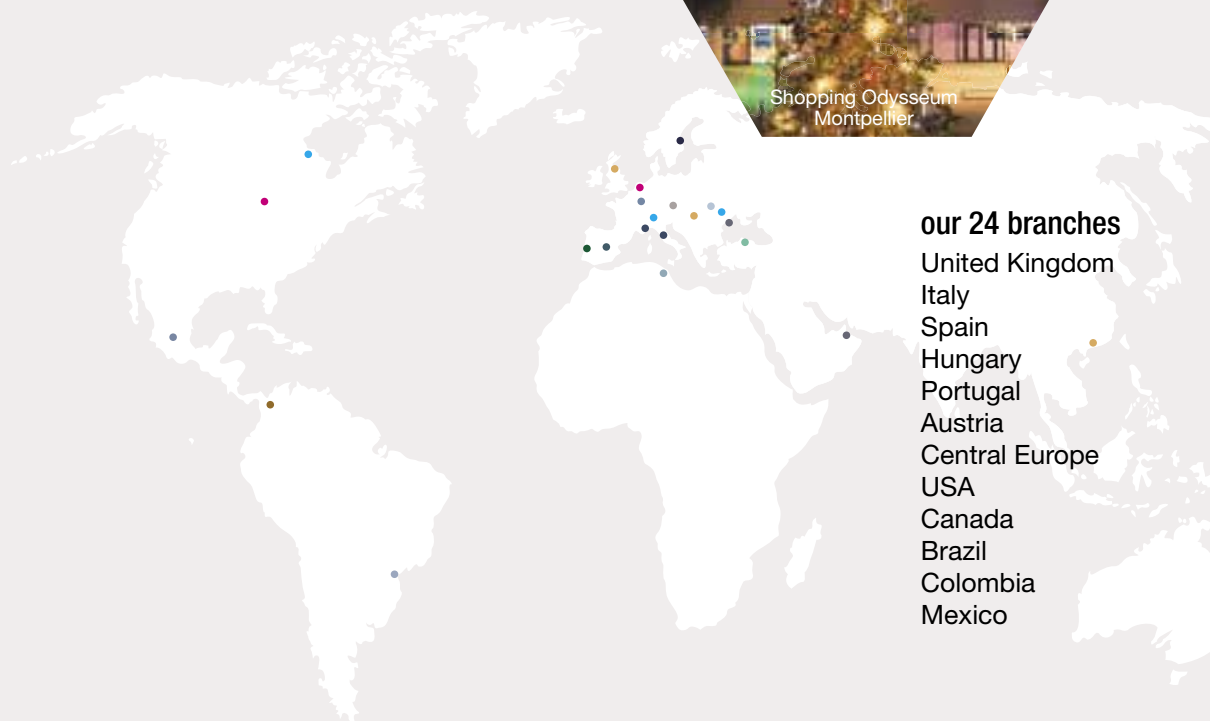 Shopping Odysseum
Montpellier
our 24 branches
United Kingdom
Italy
Spain
Hungary
Portugal
Austria
Central Europe
USA
Canada
Brazil
Colombia
Mexico